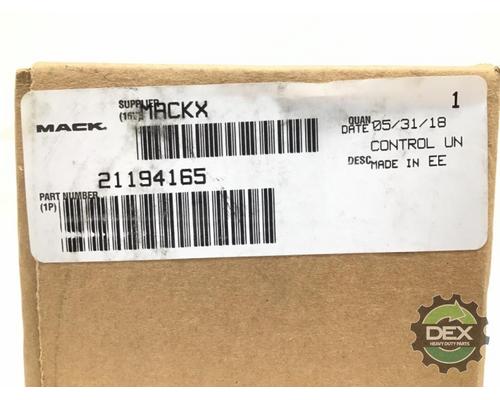 MACK.
SUPPLIER
MACKX
QUAN 1
DATE 05/31/18
CONTROL UN
DESC MADE IN EE
PART NUMBER
(1P)
21194165
DEX
HEAVY DUTY PARTS